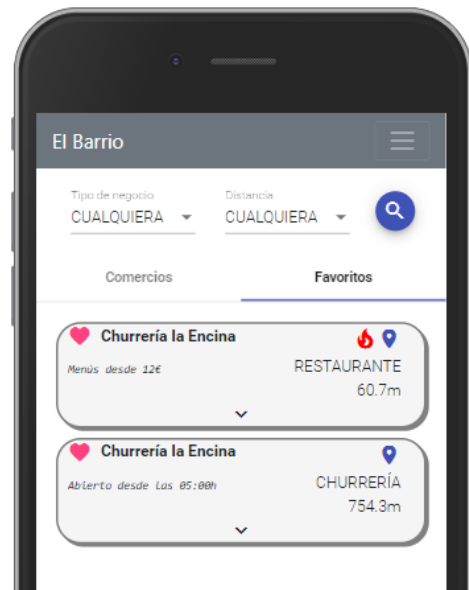 El Barrio
Tipo de negocio
Distancia
CUALQUIERA
CUALQUIERA
Comercios
Favoritos
Churrería la Encina
Menús desde 12€
RESTAURANTE
60.7m
Churrería la Encina
Abierto desde las 05:00h
CHURRERÍA
754.3m